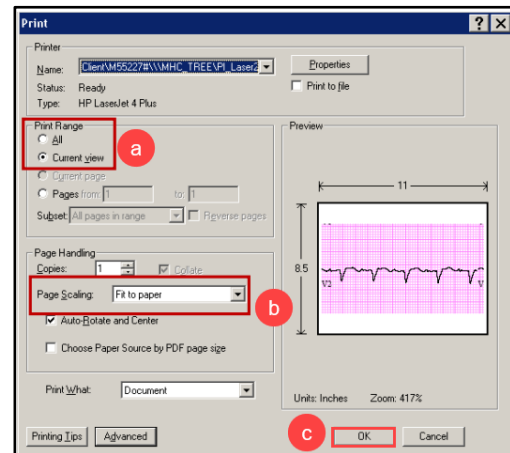 Print
Printer
Name: Client\M55227#\\\MHC_TREE\PI_Laser2
Properties
Status: Ready
Print to file
Type: HP LaserJet 4 Plus
Print Range
All
Current view
a
Current page
Pages from: 1 to: 1
Subset: All pages in range
Reverse pages
Preview
11
8.5
V2
V
Page Handling
Copies: 1
Collate
Page Scaling: Fit to paper
b
Auto-Rotate and Center
Choose Paper Source by PDF page size
Print What: Document
Units: Inches Zoom: 417%
Printing Tips
Advanced
c
OK
Cancel